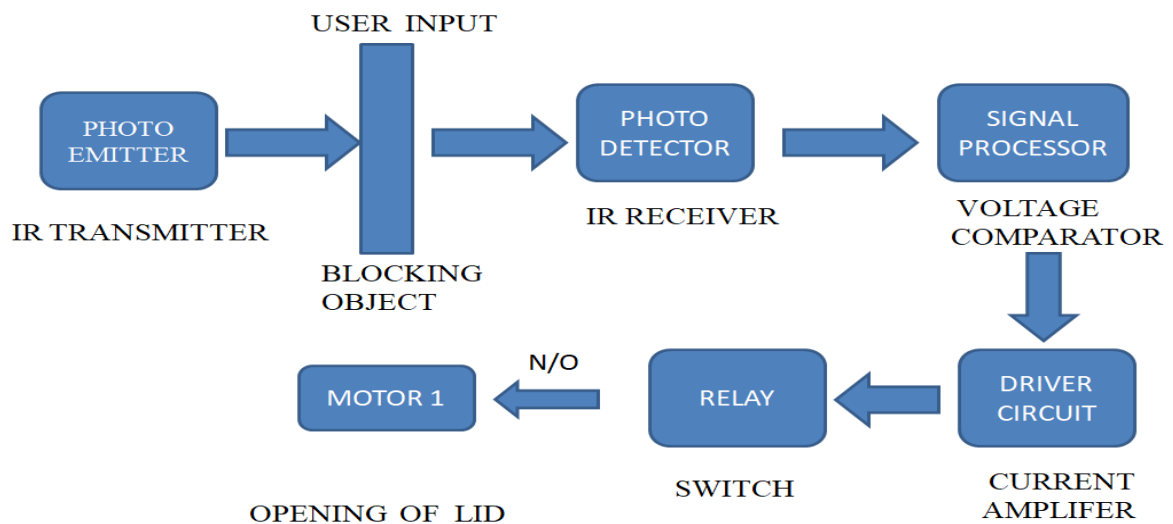 USER INPUT
PHOTO
EMITTER
PHOTO
DETECTOR
SIGNAL
PROCESSOR
IR TRANSMITTER
BLOCKING
OBJECT
IR RECEIVER
VOLTAGE
COMPARATOR
MOTOR 1
N/O
RELAY
DRIVER
CIRCUIT
OPENING OF LID
SWITCH
CURRENT
AMPLIFER